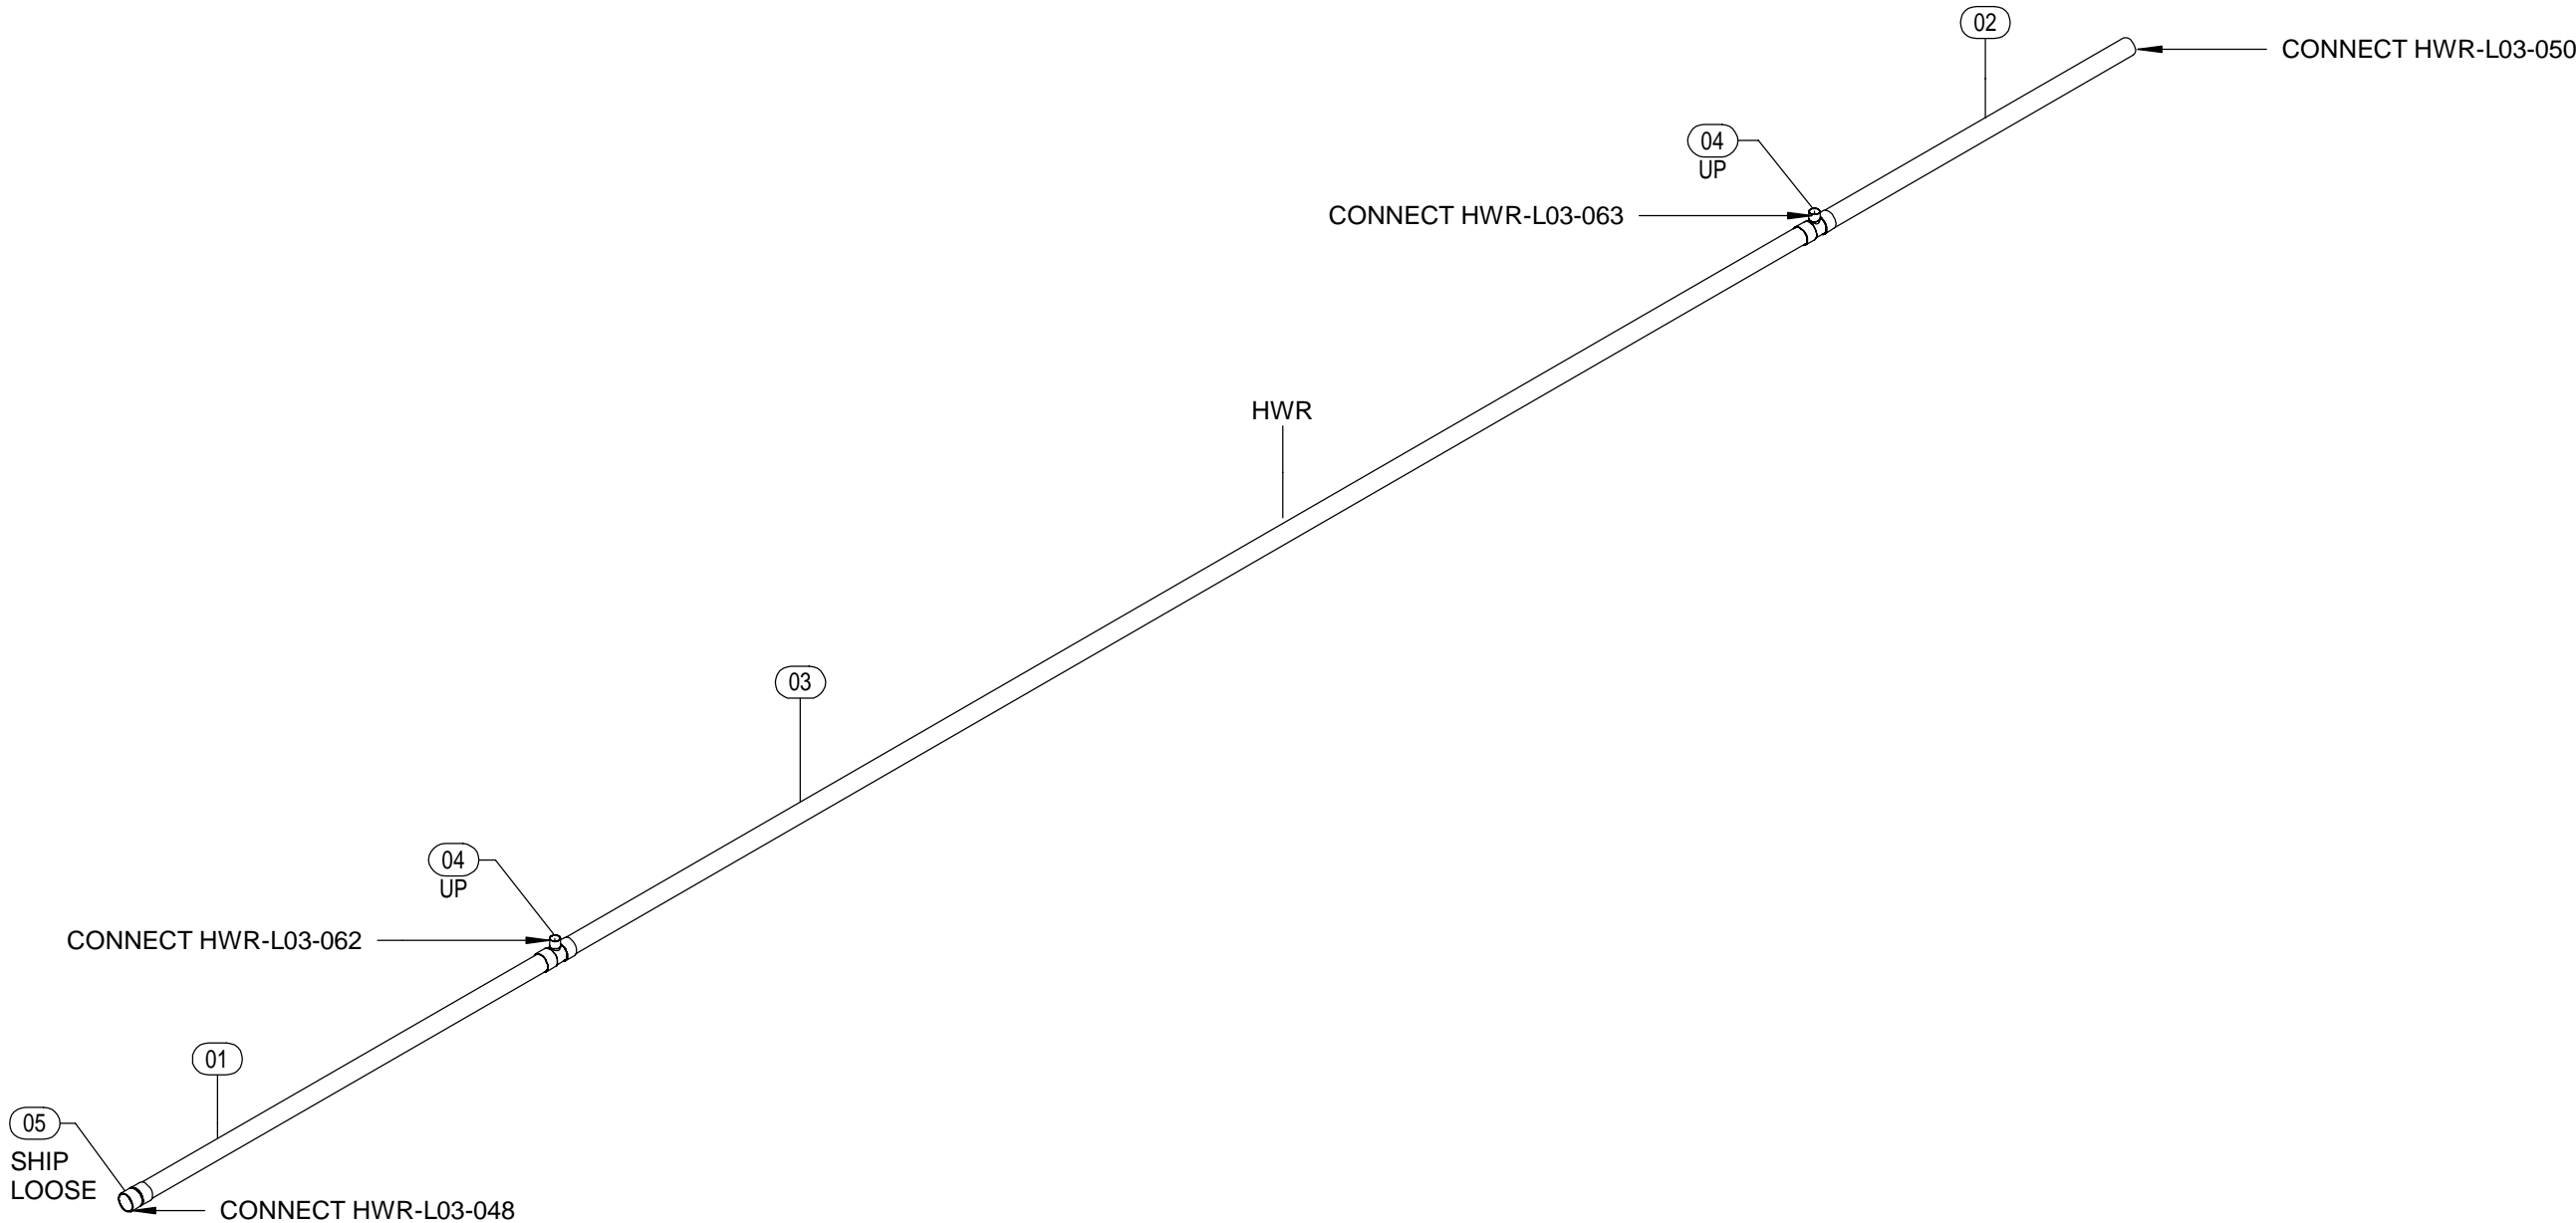 02
CONNECT HWR-L03-050
04
UP
CONNECT HWR-L03-063
HWR
03
04
UP
CONNECT HWR-L03-062
01
05
SHIP
LOOSE
CONNECT HWR-L03-048